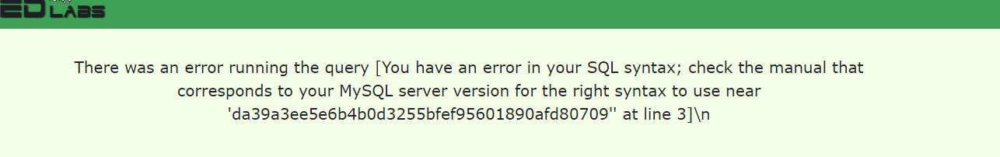 ED LABS
There was an error running the query [You have an error in your SQL syntax; check the manual that
corresponds to your MySQL server version for the right syntax to use near
'da39a3ee5e6b4b0d3255bfef95601890afd80709'' at line 3]\n